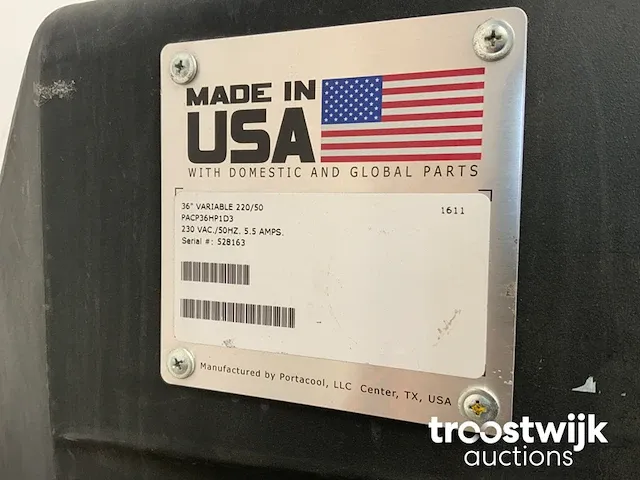 MADE IN
USA
WITH DOMESTIC AND GLOBAL PARTS
36" VARIABLE 220/50 1611
PACP36HP1D3
230 VAC./50HZ. 5.5 AMPS.
Serial #: 528163
Manufactured by Portacool, LLC Center, TX, USA
troostwijk
auctions